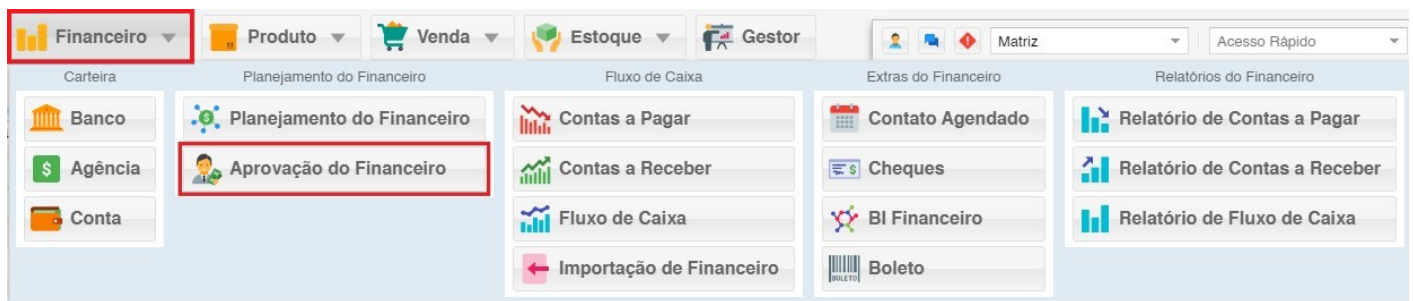 Financeiro
Produto
Venda
Estoque
Gestor
Matriz
Acesso Rápido
Carteira
Planejamento do Financeiro
Fluxo de Caixa
Extras do Financeiro
Relatórios do Financeiro
Banco
Planejamento do Financeiro
Contas a Pagar
Contato Agendado
Relatório de Contas a Pagar
Agência
Aprovação do Financeiro
Contas a Receber
Cheques
Relatório de Contas a Receber
Conta
Fluxo de Caixa
BI Financeiro
Relatório de Fluxo de Caixa
Importação de Financeiro
BOLETO
Boleto